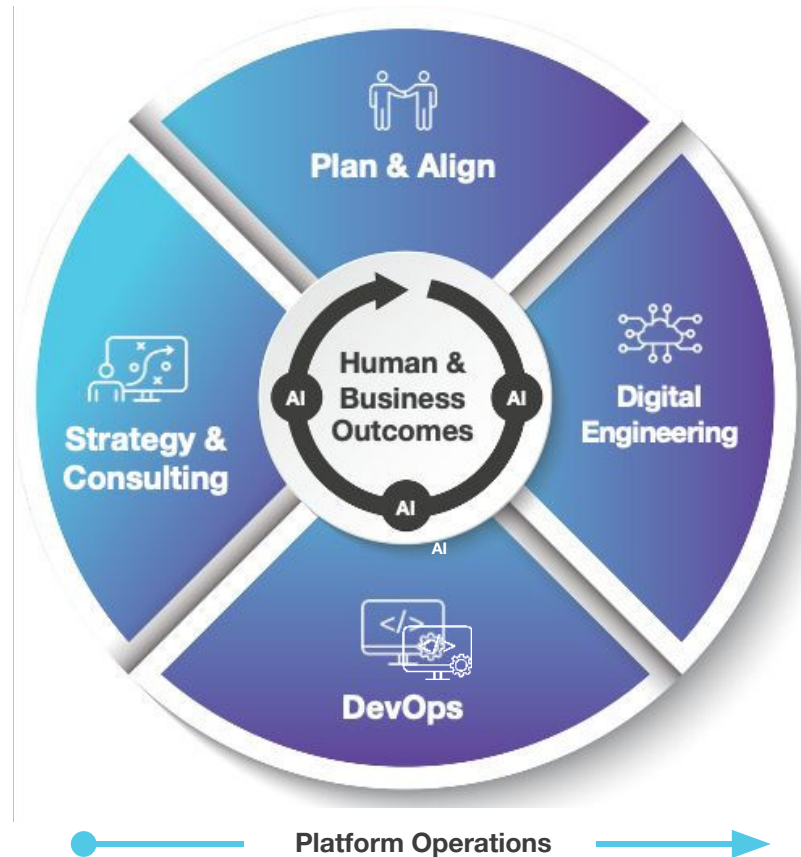 Plan & Align
Human &
Business
Outcomes
AI
AI
AI
AI
Strategy &
Consulting
Digital
Engineering
</>
</>
DevOps
Platform Operations